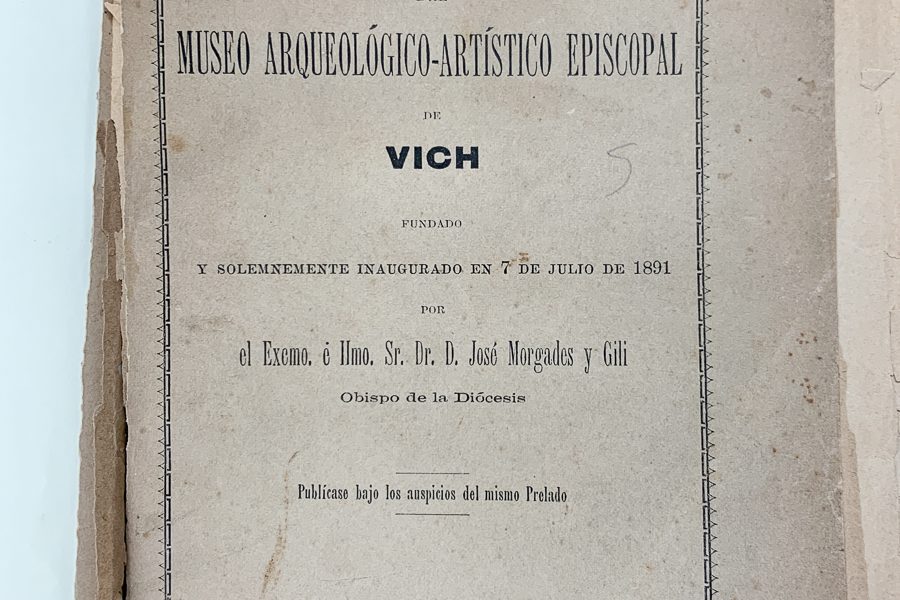 MUSEO ARQUEOLÓGICO-ARTÍSTICO EPISCOPAL
DE
VICH
5
FUNDADO
Y SOLEMNEMENTE INAUGURADO EN 7 DE JULIO DE 1891
POR
el Excmo. é Ilmo. Sr. Dr. D. José Morgades y Gili
Obispo de la Diócesis
Publícase bajo los auspicios del mismo Prelado